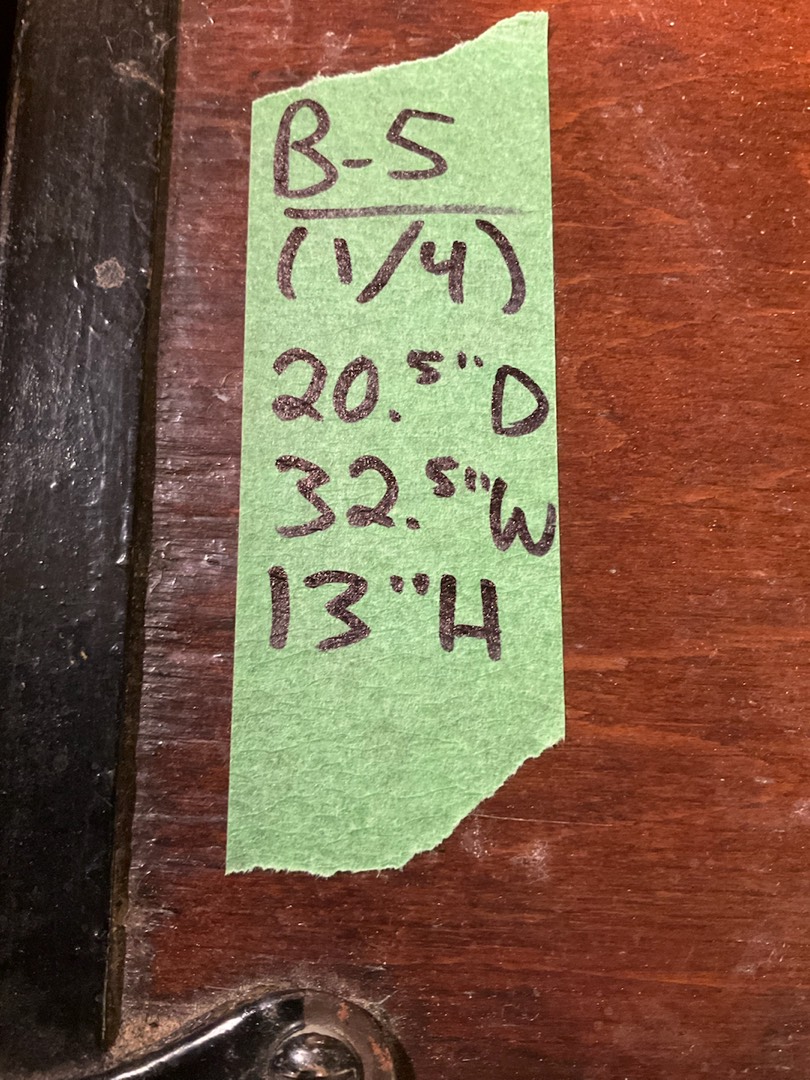 B-5
(1/4)
20.5" D
32.5" W
13" H